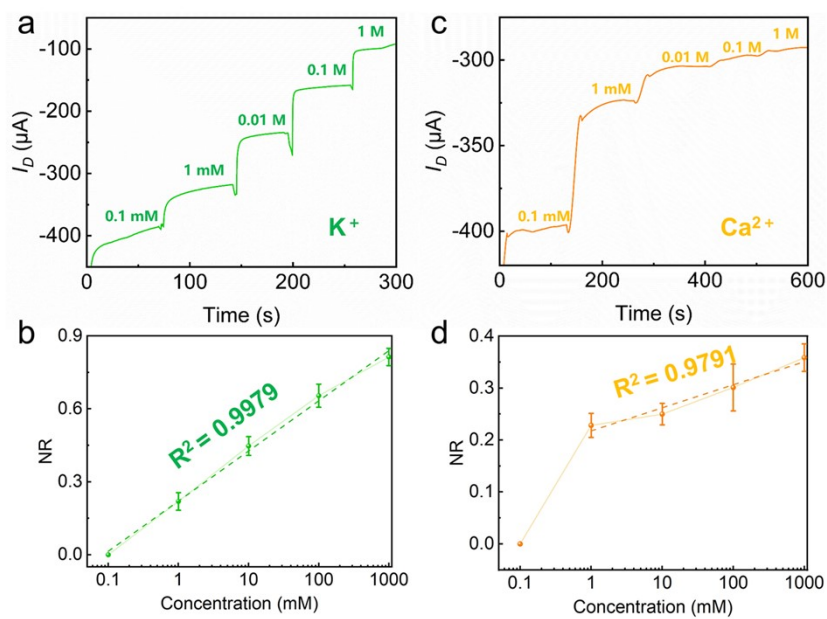 a
-100
-200
-300
-400
I_D (μA)
0.1 mM
1 mM
0.01 M
0.1 M
1 M
K⁺
0
100
200
300
Time (s)
c
-300
-325
-350
-375
-400
I_D (μA)
0.1 mM
1 mM
0.01 M
0.1 M
1 M
Ca²⁺
0
200
400
600
Time (s)
b
0.9
0.6
0.3
0.0
NR
R² = 0.9979
0.1
1
10
100
1000
Concentration (mM)
d
0.4
0.3
0.2
0.1
0.0
NR
R² = 0.9791
0.1
1
10
100
1000
Concentration (mM)